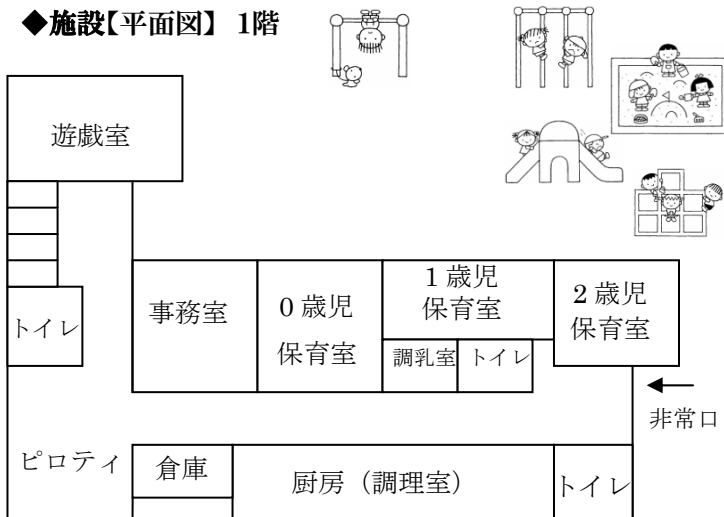 ◆施設【平面図】 1階
遊戯室
トイレ
事務室
0歳児
保育室
1歳児
保育室
2歳児
保育室
調乳室
トイレ
非常口
ピロティ
倉庫
厨房（調理室）
トイレ